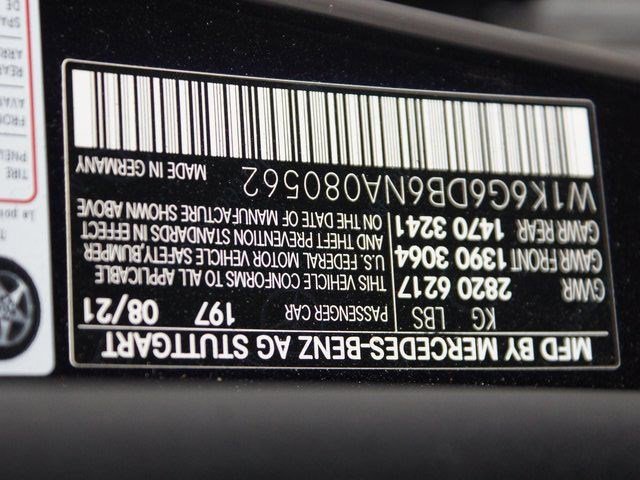 MFD BY MERCEDES-BENZ AG STUTTGART
KG LBS
GVWR 2820 6217
GAWR FRONT 1390 3064
GAWR REAR 1470 3241
PASSENGER CAR 197 08/21
THIS VEHICLE CONFORMS TO ALL APPLICABLE
U.S. FEDERAL MOTOR VEHICLE SAFETY,BUMPER
AND THEFT PREVENTION STANDARDS IN EFFECT
ON THE DATE OF MANUFACTURE SHOWN ABOVE
W1K6G6DB6NA080562
MADE IN GERMANY
TIRE